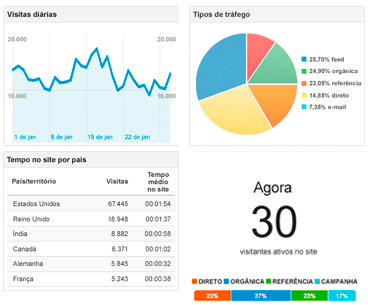 Visitas diárias
20.000
20.000
10.000
10.000
1 de jan
8 de jan
15 de jan
22 de jan
Tipos de tráfego
25,70% feed
24,90% orgânica
23,05% referência
14,85% direto
7,35% e-mail
Tempo no site por país
País/território Visitas Tempo médio no site
Estados Unidos 67.445 00:01:54
Reino Unido 18.948 00:01:37
Índia 8.882 00:00:58
Canadá 6.371 00:01:02
Alemanha 5.845 00:00:32
França 5.243 00:00:38
Agora
30
visitantes ativos no site
DIRETO ORGÂNICA REFERÊNCIA CAMPANHA
23% 37% 23% 17%